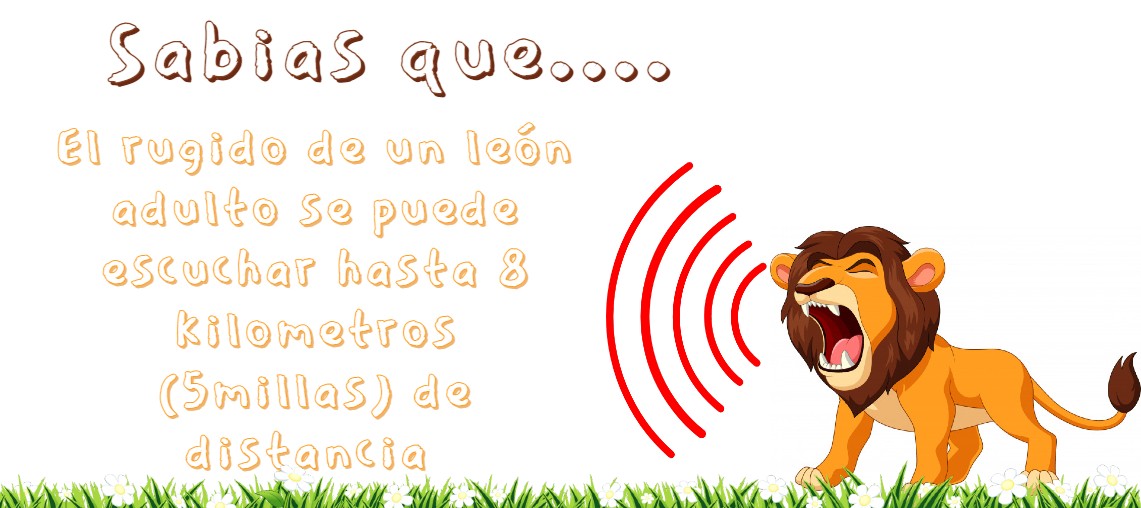 Sabias que....
El rugido de un león
adulto se puede
escuchar hasta 8
kilometros
(5millas) de
distancia